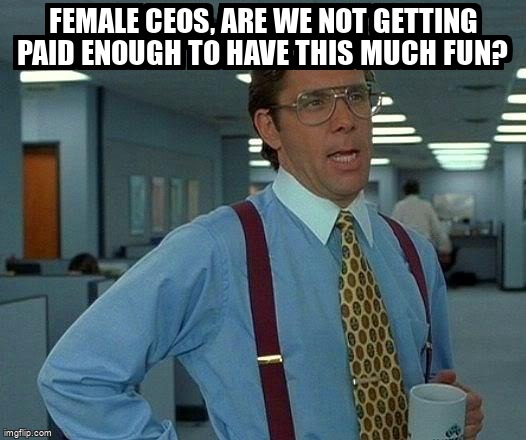 FEMALE CEOS, ARE WE NOT GETTING
PAID ENOUGH TO HAVE THIS MUCH FUN?
imgflip.com